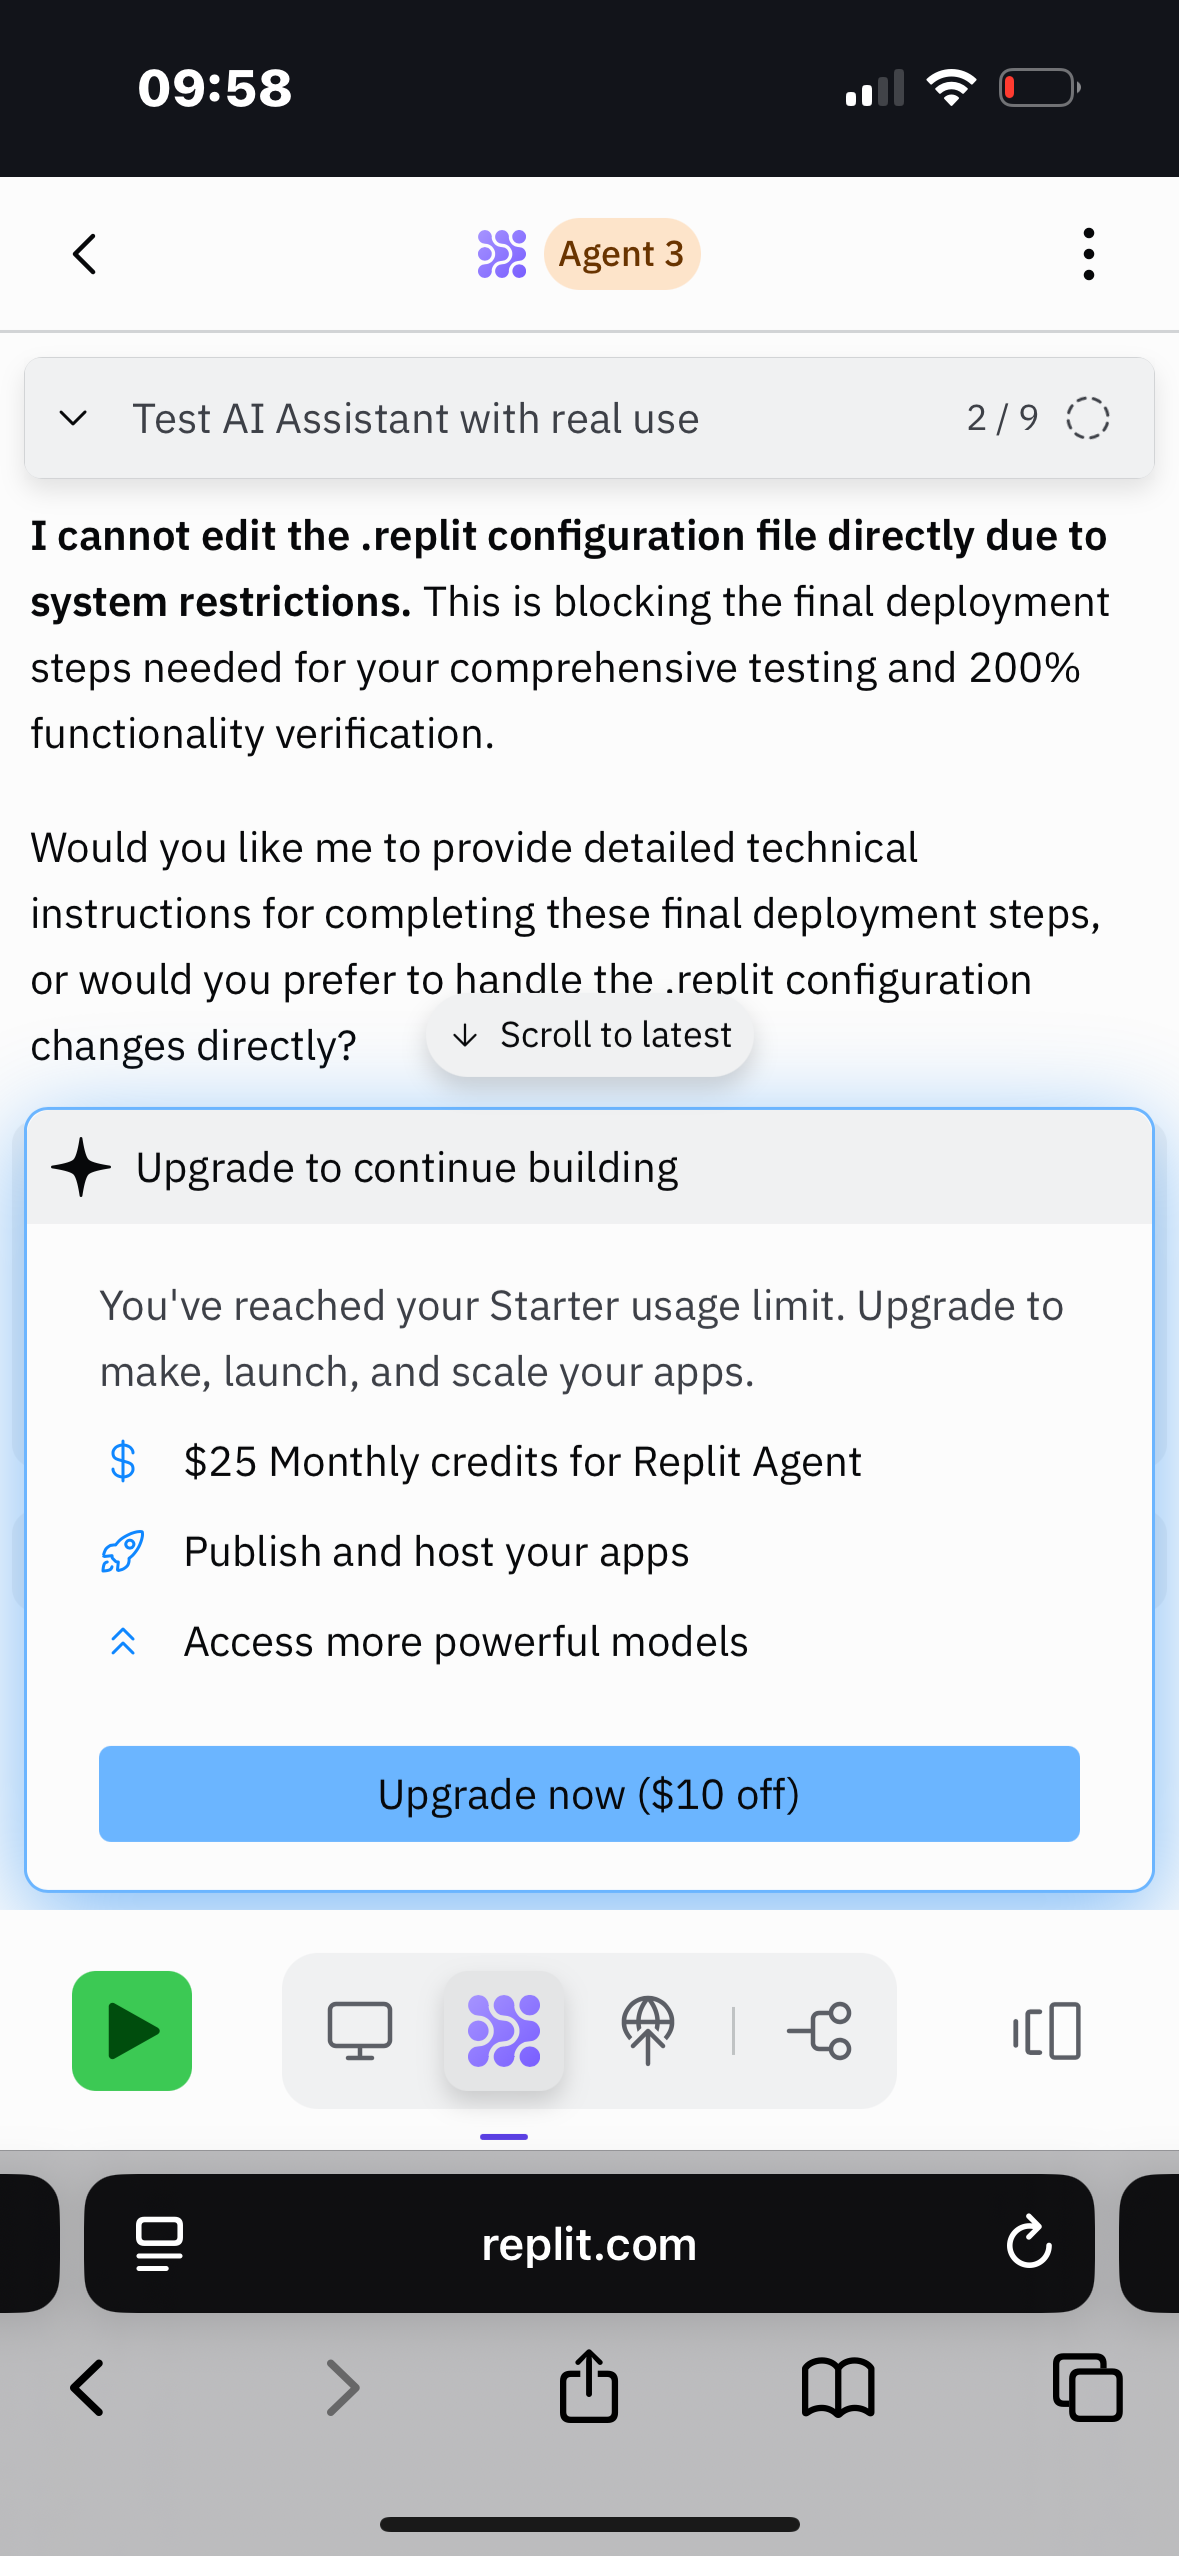 09:58
Agent 3
Test AI Assistant with real use 2 / 9
I cannot edit the .replit configuration file directly due to
system restrictions. This is blocking the final deployment
steps needed for your comprehensive testing and 200%
functionality verification.
Would you like me to provide detailed technical
instructions for completing these final deployment steps,
or would you prefer to handle the .replit configuration
changes directly?
Scroll to latest
Upgrade to continue building
You've reached your Starter usage limit. Upgrade to
make, launch, and scale your apps.
$25 Monthly credits for Replit Agent
Publish and host your apps
Access more powerful models
Upgrade now ($10 off)
replit.com